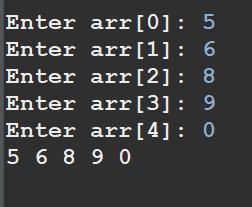 Enter arr[0]: 5
Enter arr[1]: 6
Enter arr[2]: 8
Enter arr[3]: 9
Enter arr[4]: 0
5 6 8 9 0